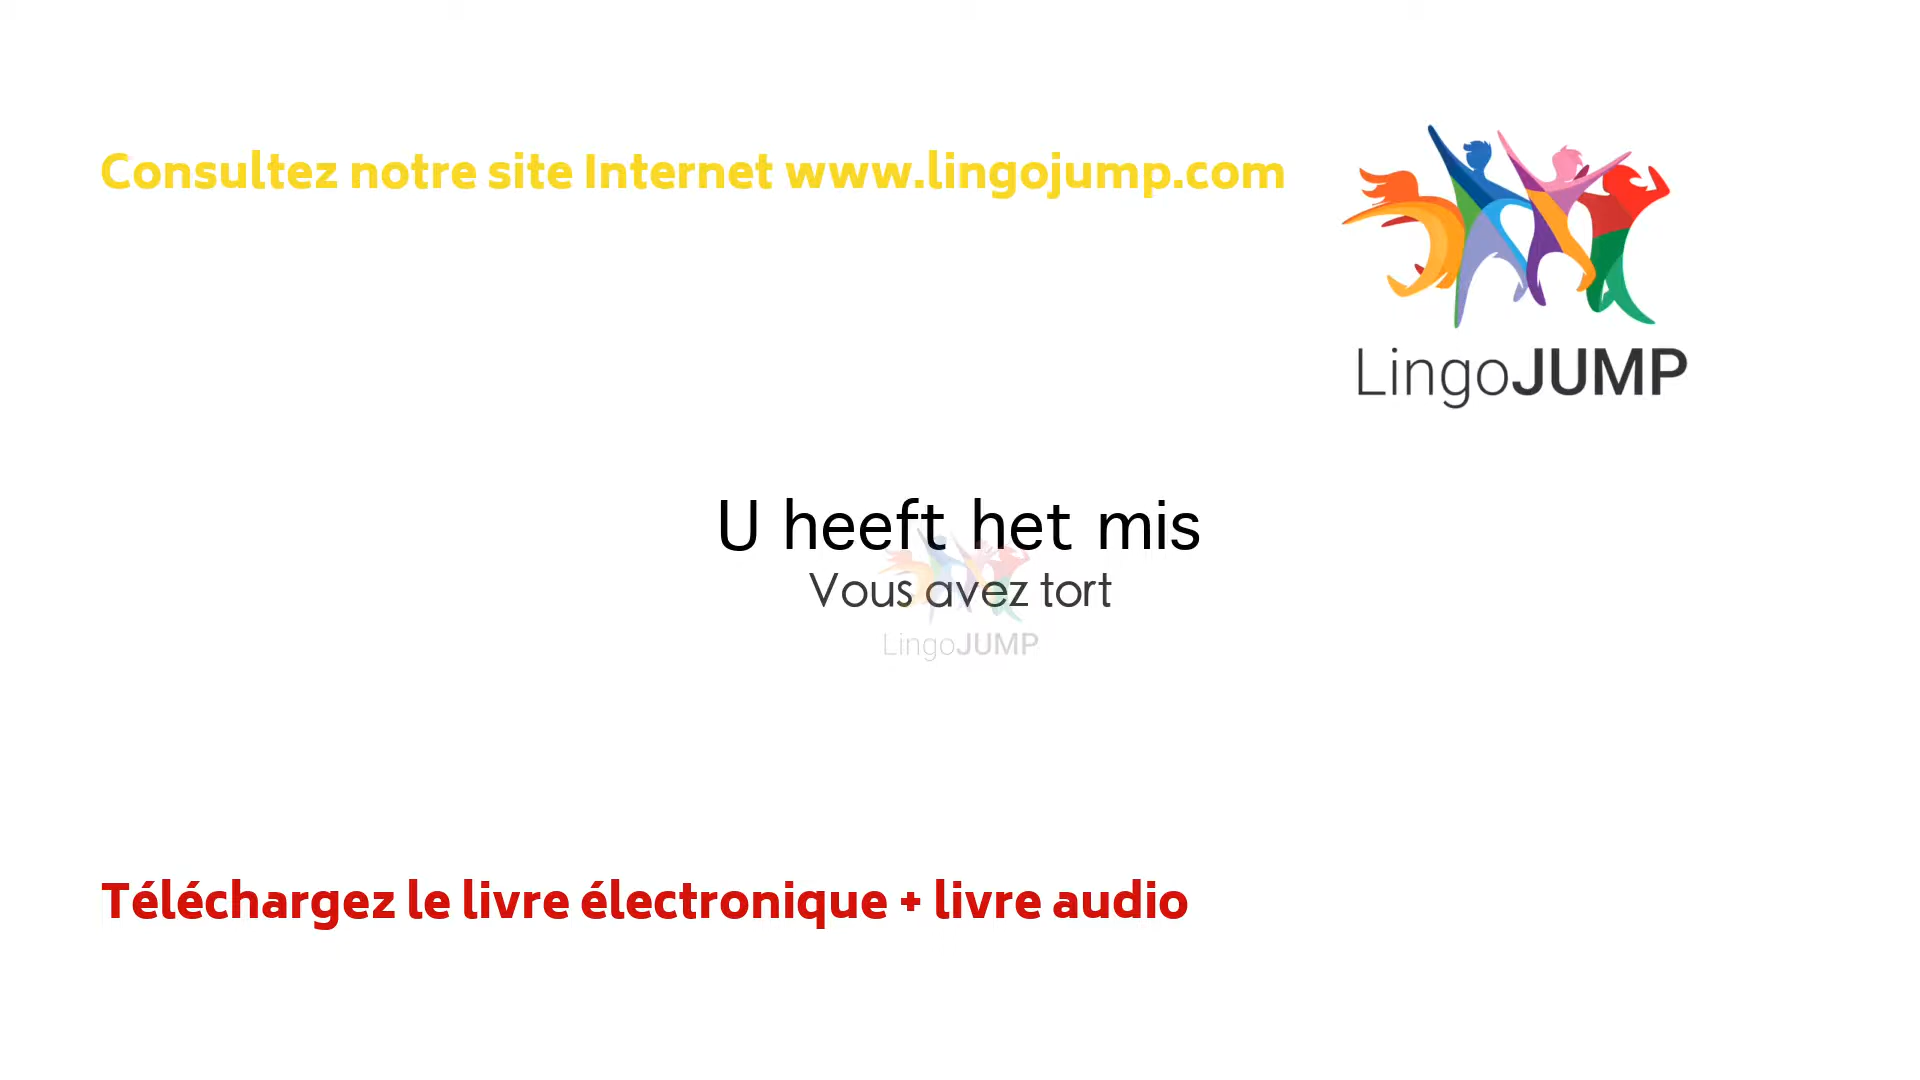 Consultez notre site Internet www.lingojump.com
LingoJUMP
U heeft het mis
Vous avez tort
LingoJUMP
Téléchargez le livre électronique + livre audio